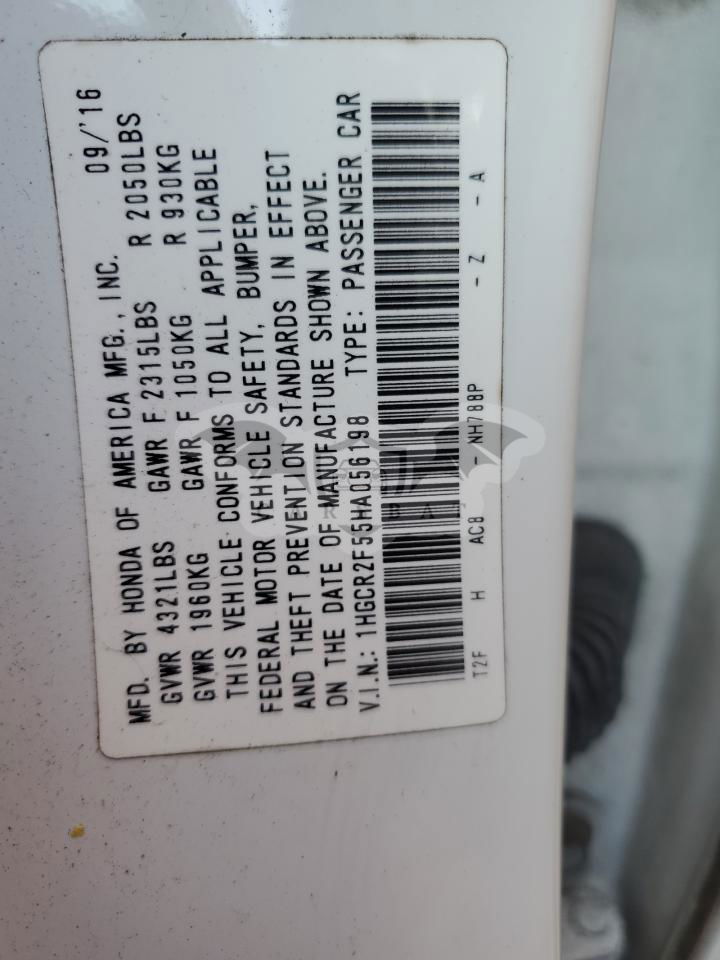 MFD. BY HONDA OF AMERICA MFG., INC. 09/'16
GVWR 4321LBS GAWR F 2315LBS R 2050LBS
GVWR 1960KG GAWR F 1050KG R 930KG
THIS VEHICLE CONFORMS TO ALL APPLICABLE
FEDERAL MOTOR VEHICLE SAFETY, BUMPER,
AND THEFT PREVENTION STANDARDS IN EFFECT
ON THE DATE OF MANUFACTURE SHOWN ABOVE.
V.I.N.: 1HGCR2F55HA056198 TYPE: PASSENGER CAR
T2F H AC8 NH788P - Z - A